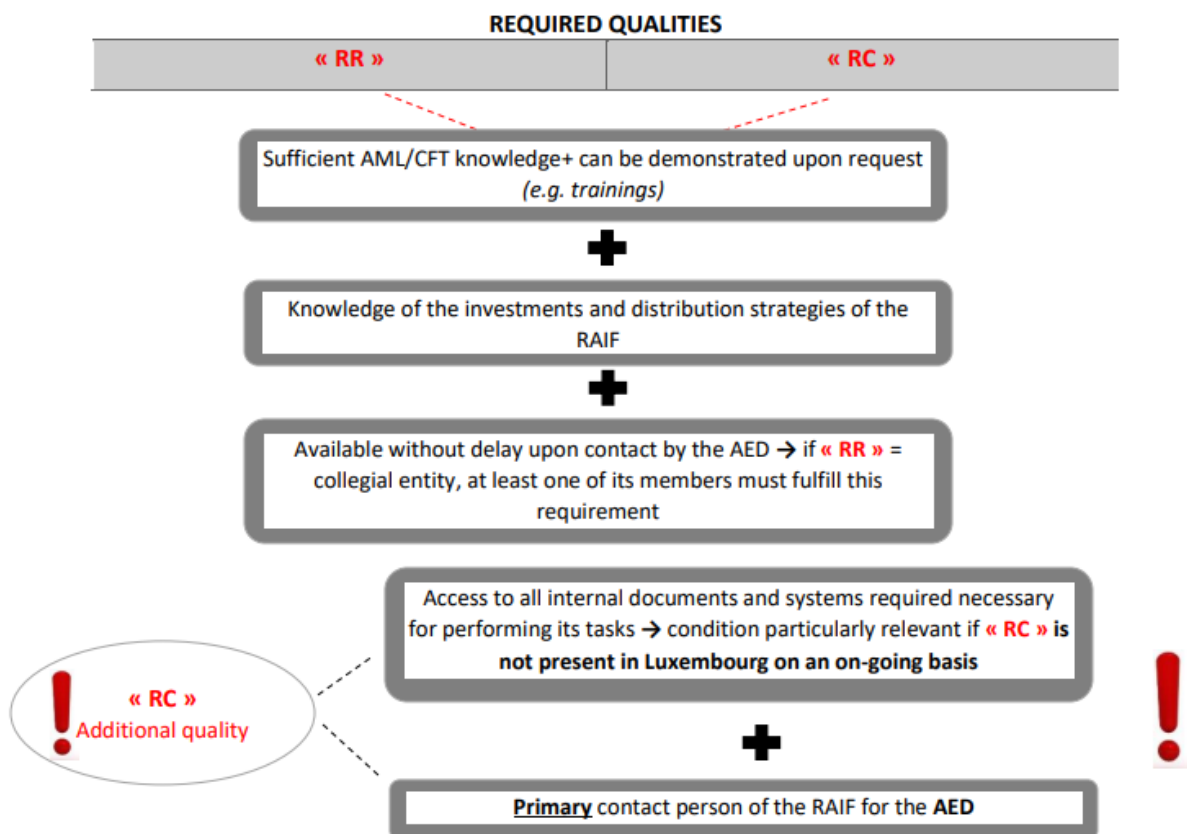 REQUIRED QUALITIES
« RR »
« RC »
Sufficient AML/CFT knowledge+ can be demonstrated upon request
(e.g. trainings)
Knowledge of the investments and distribution strategies of the
RAIF
Available without delay upon contact by the AED → if « RR » =
collegial entity, at least one of its members must fulfill this
requirement
Access to all internal documents and systems required necessary
for performing its tasks → condition particularly relevant if « RC » is
not present in Luxembourg on an on-going basis
« RC »
Additional quality
Primary contact person of the RAIF for the AED